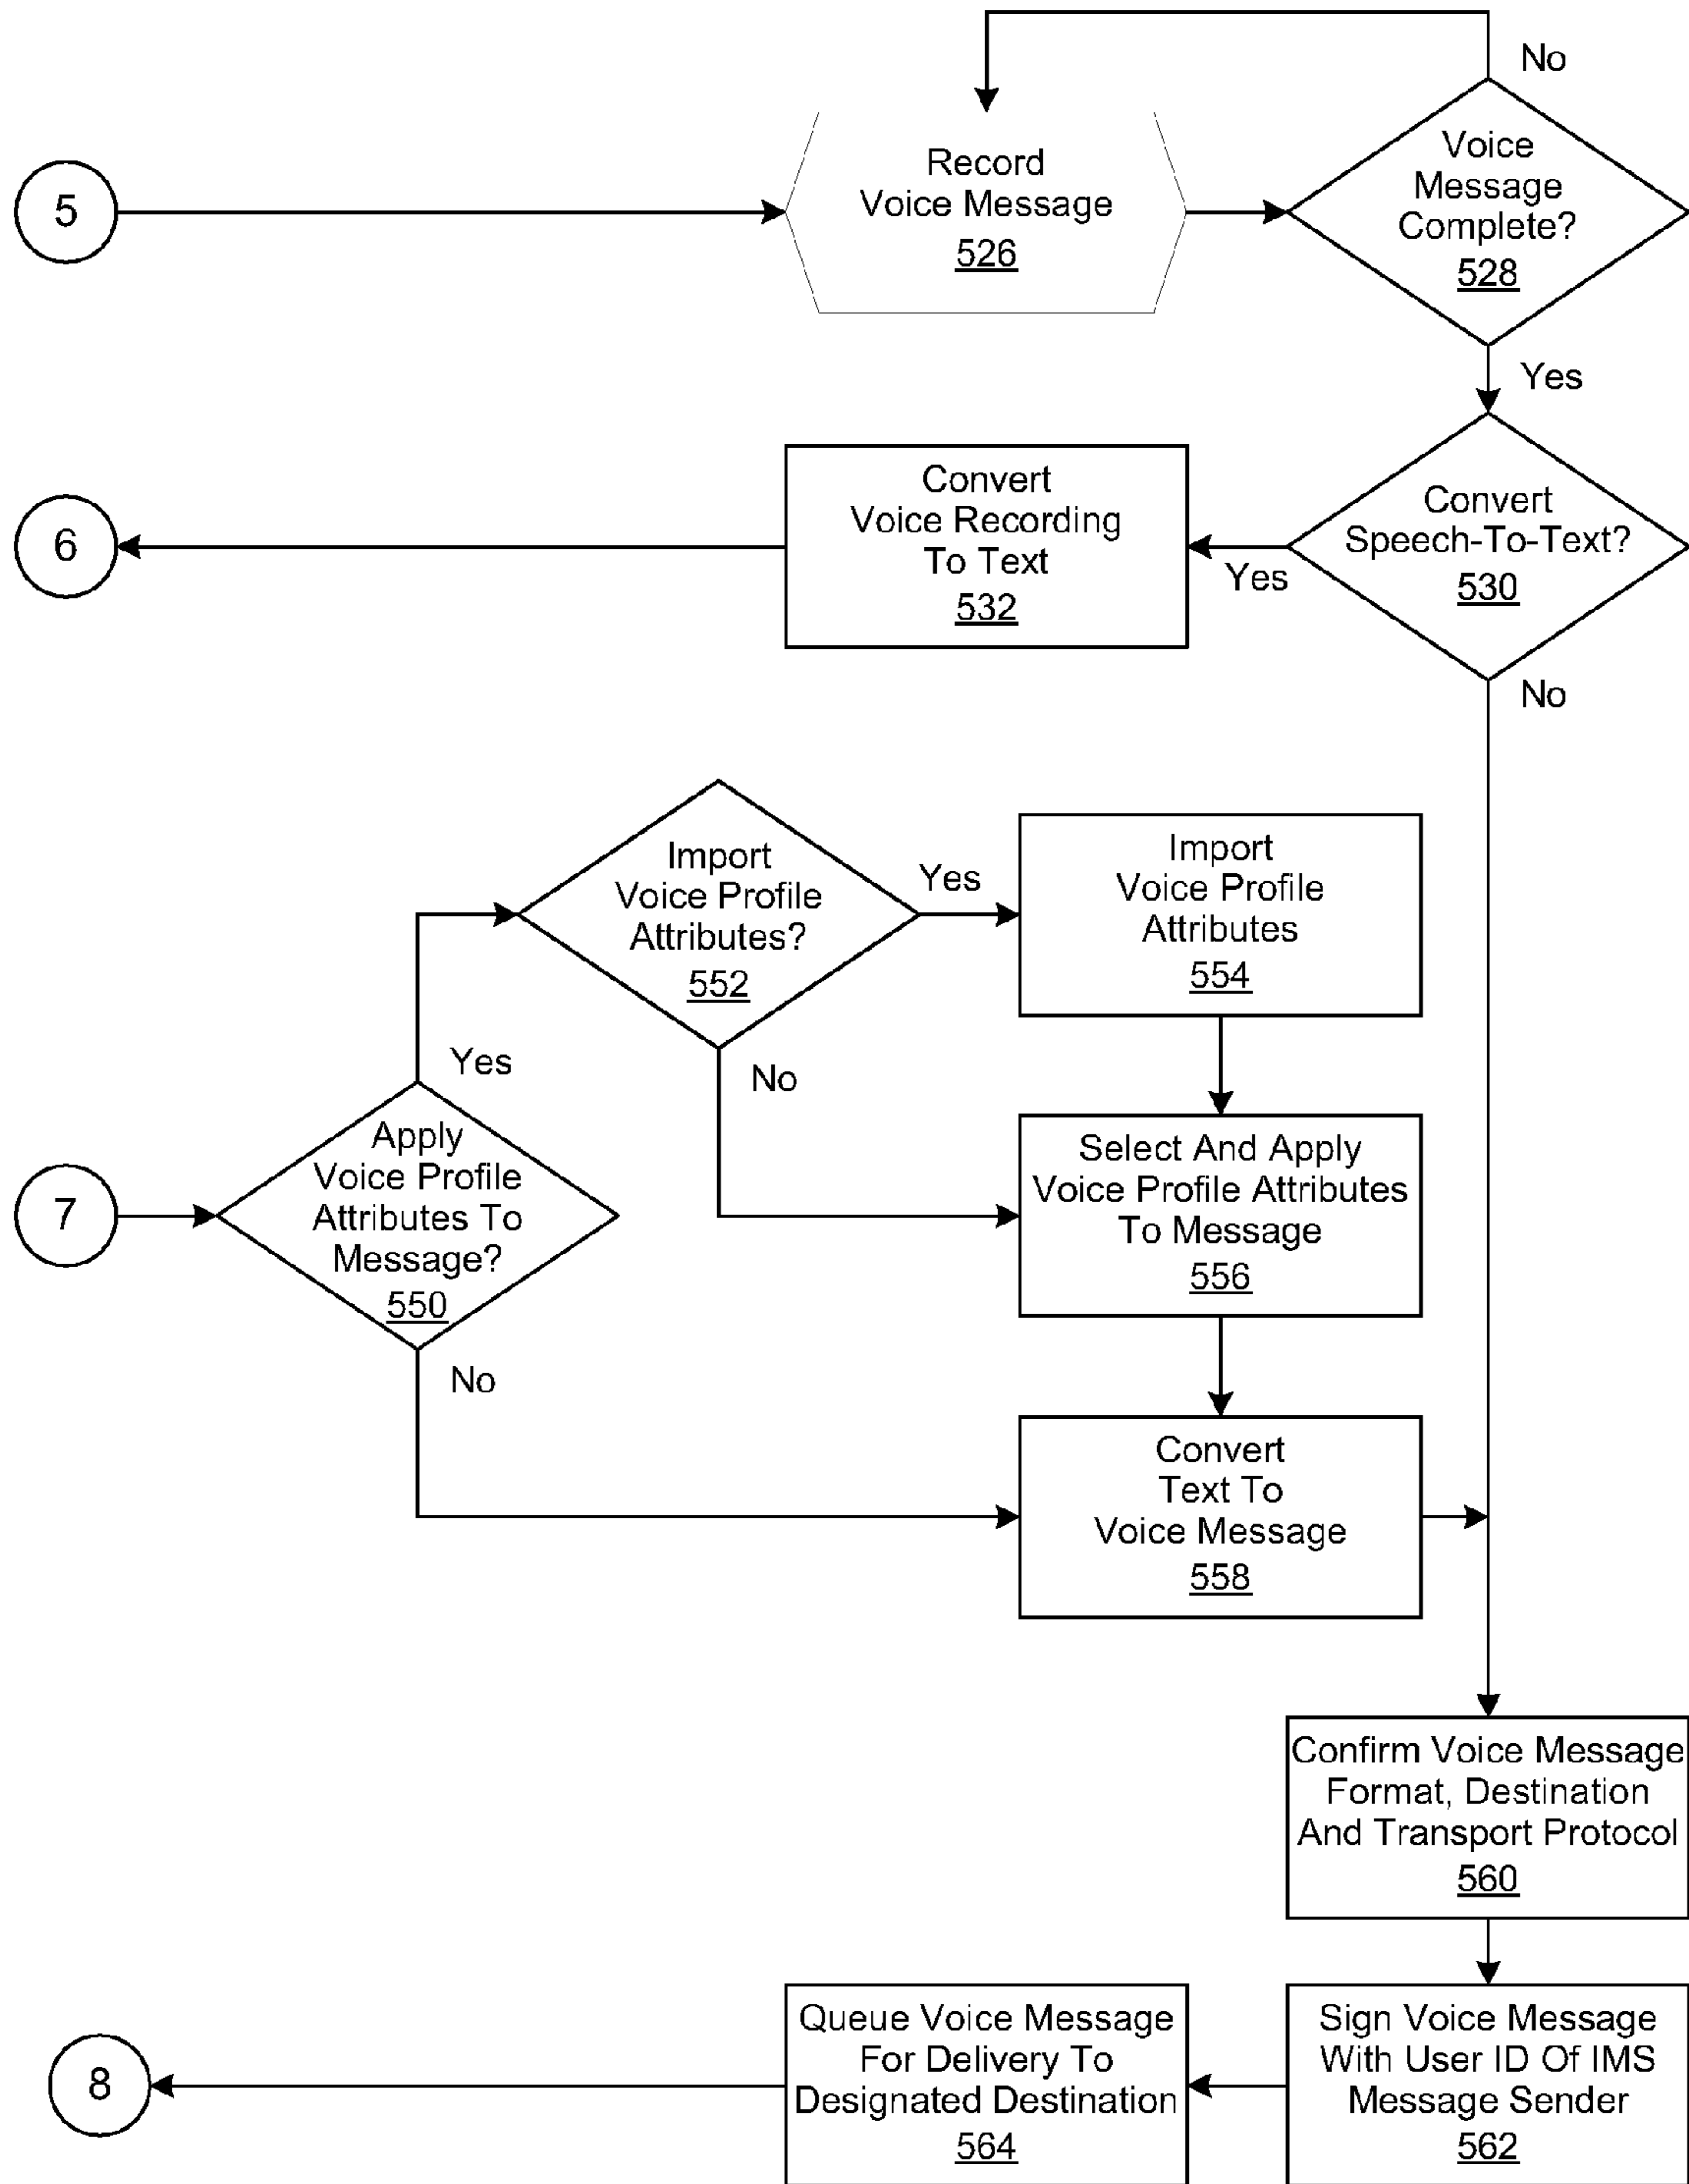 No
5
Record
Voice Message
526
Voice
Message
Complete?
528
Yes
6
Convert
Voice Recording
To Text
532
Yes
Convert
Speech-To-Text?
530
No
Import
Voice Profile
Attributes?
552
Yes
Import
Voice Profile
Attributes
554
No
Yes
7
Apply
Voice Profile
Attributes To
Message?
550
Select And Apply
Voice Profile Attributes
To Message
556
No
Convert
Text To
Voice Message
558
Confirm Voice Message
Format, Destination
And Transport Protocol
560
8
Queue Voice Message
For Delivery To
Designated Destination
564
Sign Voice Message
With User ID Of IMS
Message Sender
562